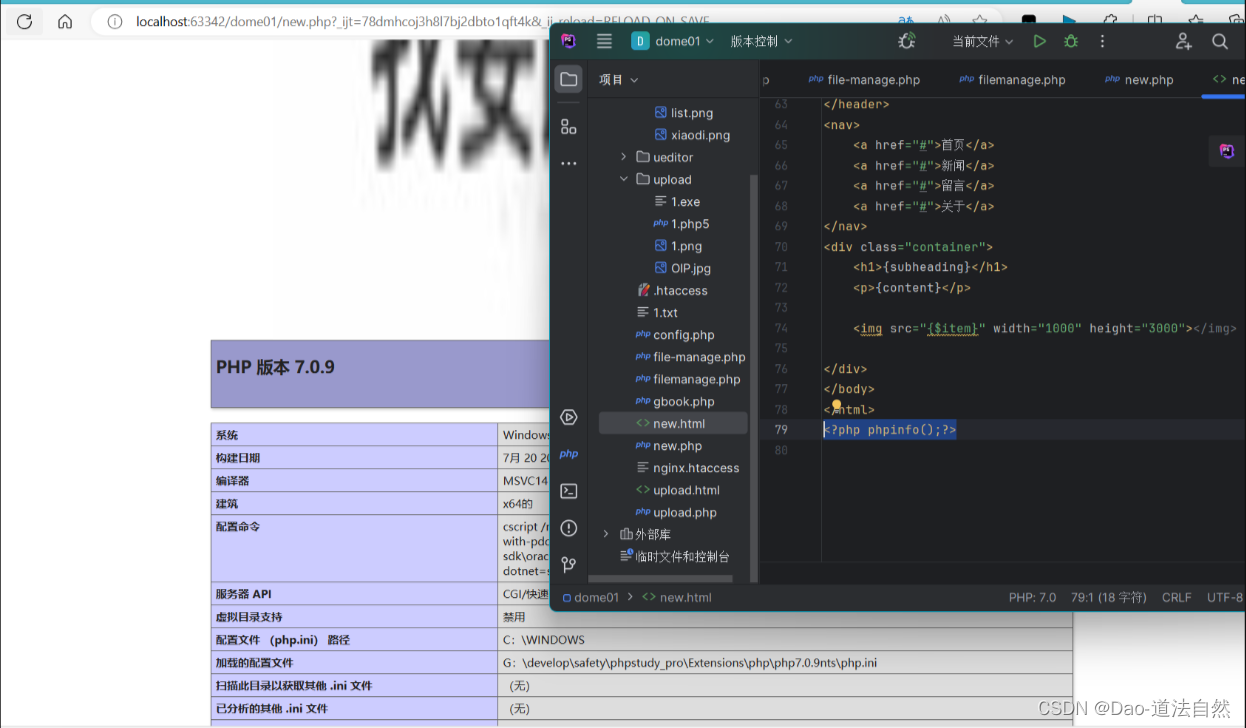 localhost:63342/dome01/new.php?_ijt=78dmhcoj3h8l7bj2dbto1qft4k&_ij_reload=RELOAD_ON_SAVE
D dome01 版本控制 当前文件
项目
p file-manage.php filemanage.php new.php ne
list.png
xiaodi.png
ueditor
upload
1.exe
1.php5
1.png
OIP.jpg
.htaccess
1.txt
config.php
file-manage.php
filemanage.php
gbook.php
new.html
new.php
nginx.htaccess
upload.html
upload.php
外部库
临时文件和控制台
63 </header>
64 <nav>
65 <a href="#">首页</a>
66 <a href="#">新闻</a>
67 <a href="#">留言</a>
68 <a href="#">关于</a>
69 </nav>
70 <div class="container">
71 <h1>{subheading}</h1>
72 <p>{content}</p>
73
74 <img src="{$item}" width="1000" height="3000"></img>
75
76 </div>
77 </body>
78 </html>
79 <?php phpinfo();?>
80
dome01 > new.html PHP: 7.0 79:1 (18 字符) CRLF UTF-8
PHP 版本 7.0.9
系统 Windows
构建日期 7月 20 20
编译器 MSVC14
建筑 x64的
配置命令 cscript /n
with-pdo
sdk\orac
dotnet=s
服务器 API CGI/快速
虚拟目录支持 禁用
配置文件 （php.ini） 路径 C：\WINDOWS
加载的配置文件 G：\develop\safety\phpstudy_pro\Extensions\php\php7.0.9nts\php.ini
扫描此目录以获取其他 .ini 文件 （无)
已分析的其他 .ini 文件 （无)
CSDN @Dao-道法自然